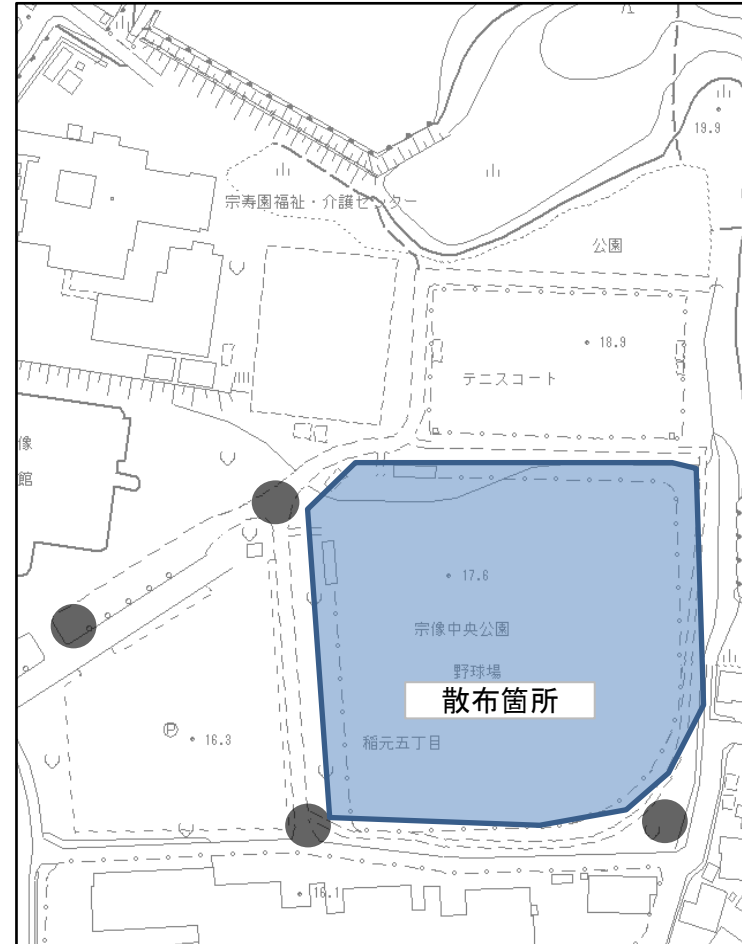 19.9
宗寿園福祉・介護センター
公園
18.9
テニスコート
像
館
17.6
宗像中央公園
野球場
散布箇所
稲元五丁目
P
16.3
16.1